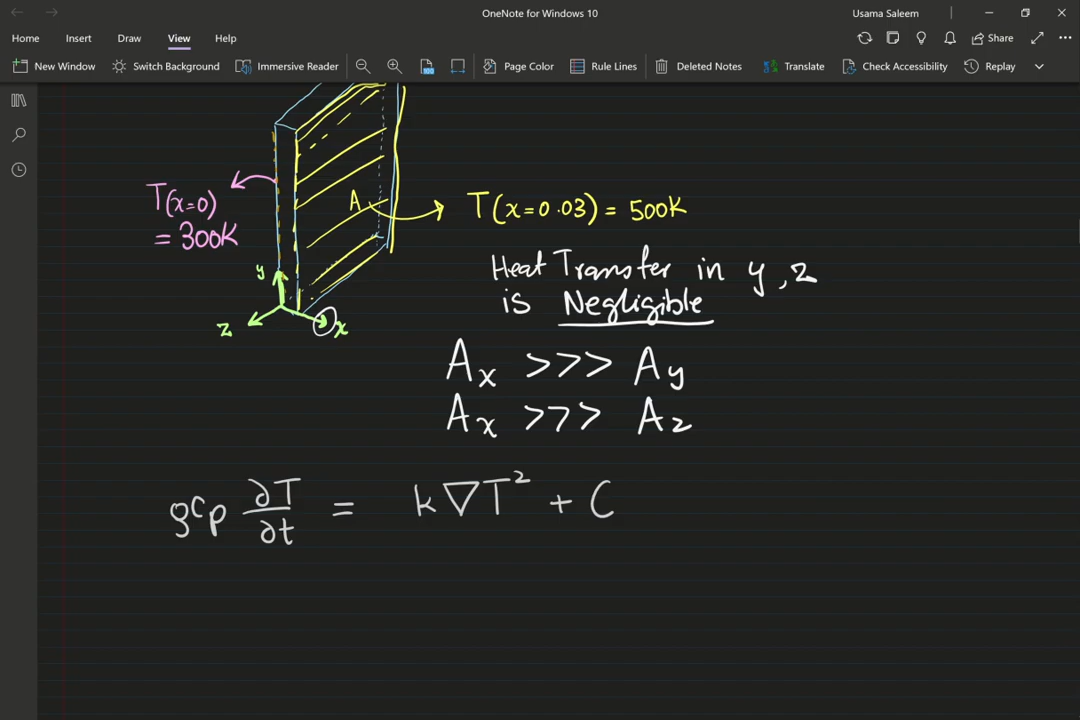 OneNote for Windows 10
Usama Saleem
Home Insert Draw View Help
Share
New Window Switch Background Immersive Reader Page Color Rule Lines Deleted Notes Translate Check Accessibility Replay
T(x=0)
= 300K
A
T(x=0.03) = 500K
y
z
x
Heat Transfer in y, z
is Negligible
Ax >>> Ay
Ax >>> Az
ρcp ∂T/∂t = k∇T² + C